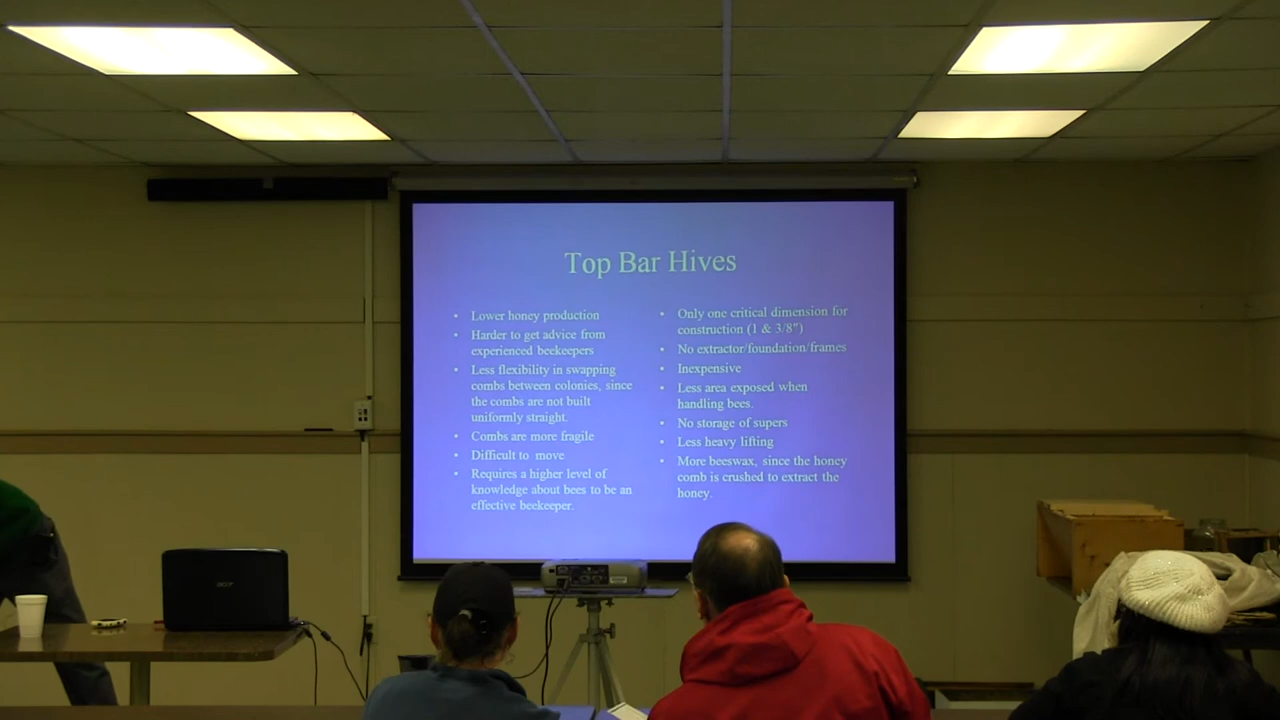 Top Bar Hives
• Lower honey production
• Harder to get advice from
experienced beekeepers
• Less flexibility in swapping
combs between colonies, since
the combs are not built
uniformly straight.
• Combs are more fragile
• Difficult to move
• Requires a higher level of
knowledge about bees to be an
effective beekeeper.
• Only one critical dimension for
construction (1 & 3/8")
• No extractor/foundation/frames
• Inexpensive
• Less area exposed when
handling bees.
• No storage of supers
• Less heavy lifting
• More beeswax, since the honey
comb is crushed to extract the
honey.
acer